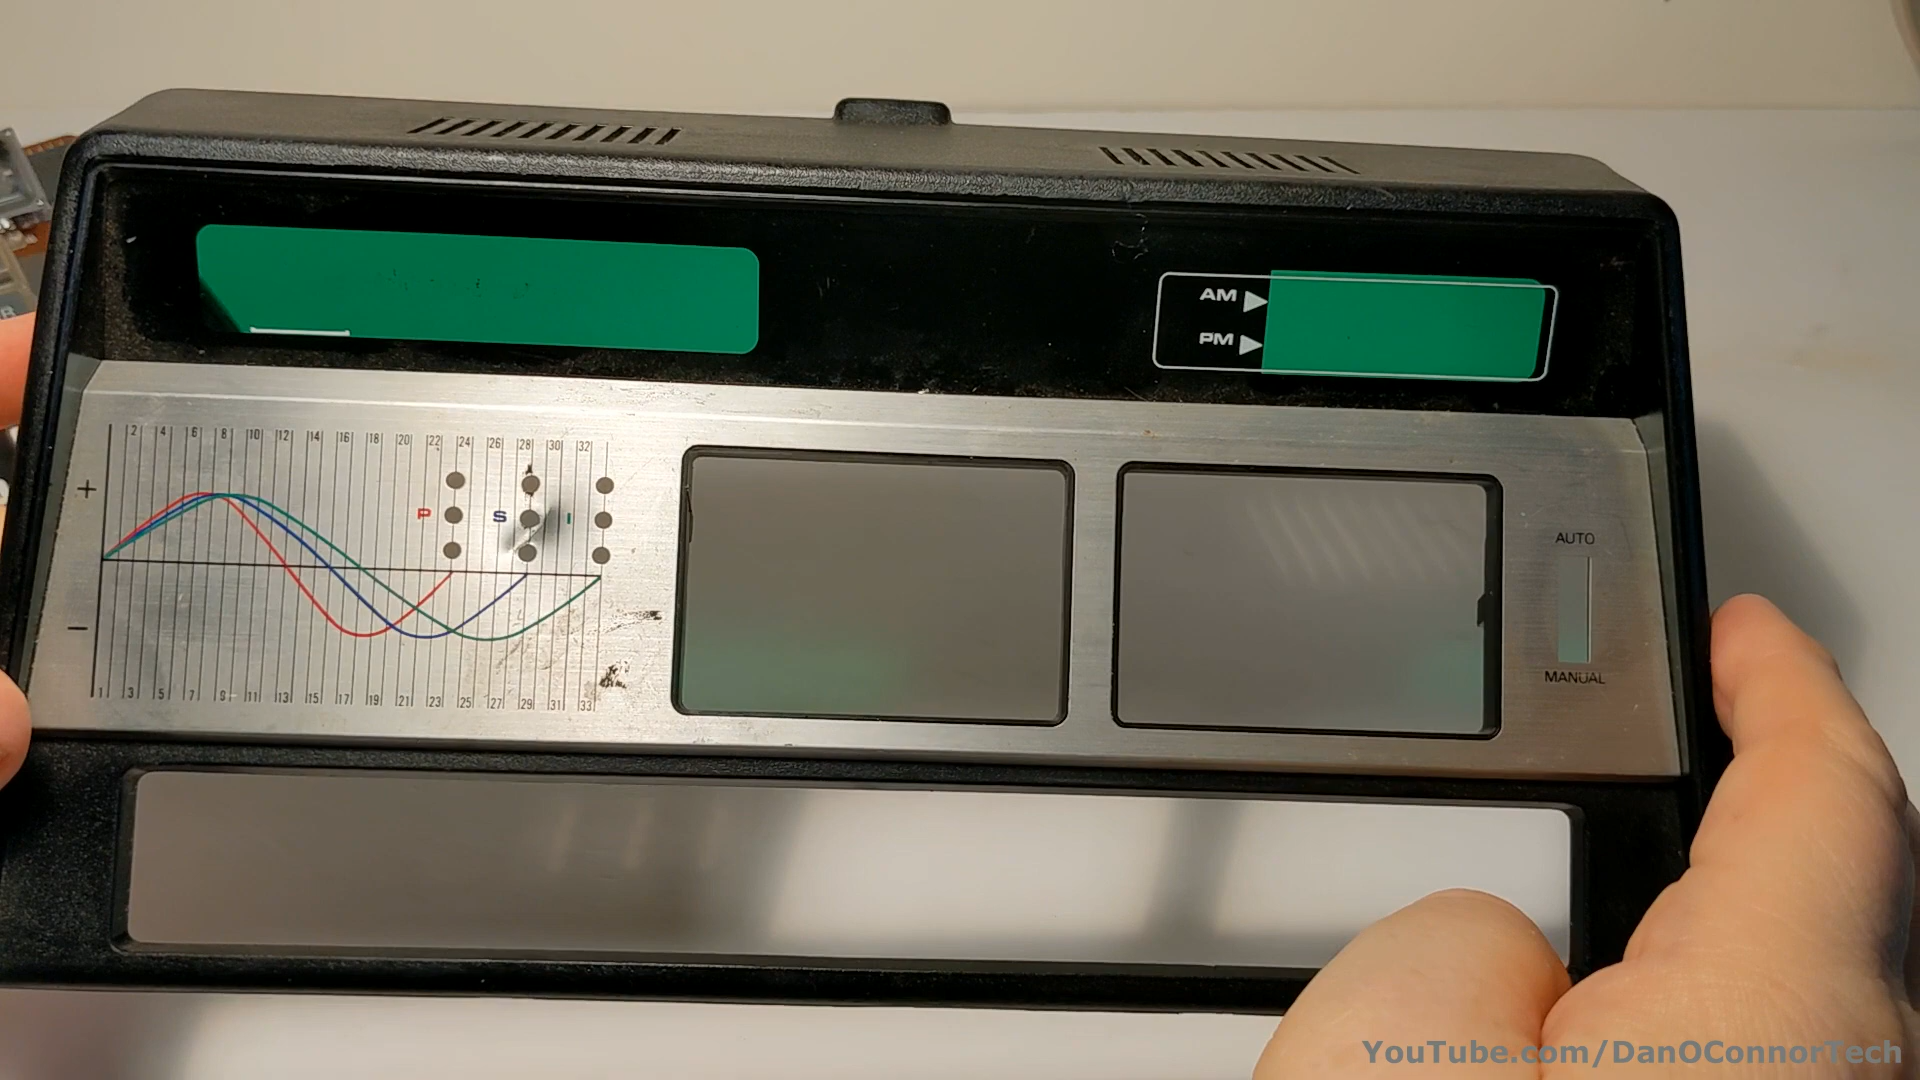 AM
PM
2 4 6 8 10 12 14 16 18 20 22 24 26 28 30 32
+
P S I
−
1 3 5 7 9 11 13 15 17 19 21 23 25 27 29 31 33
AUTO
MANUAL
YouTube.com/DanOConnorTech